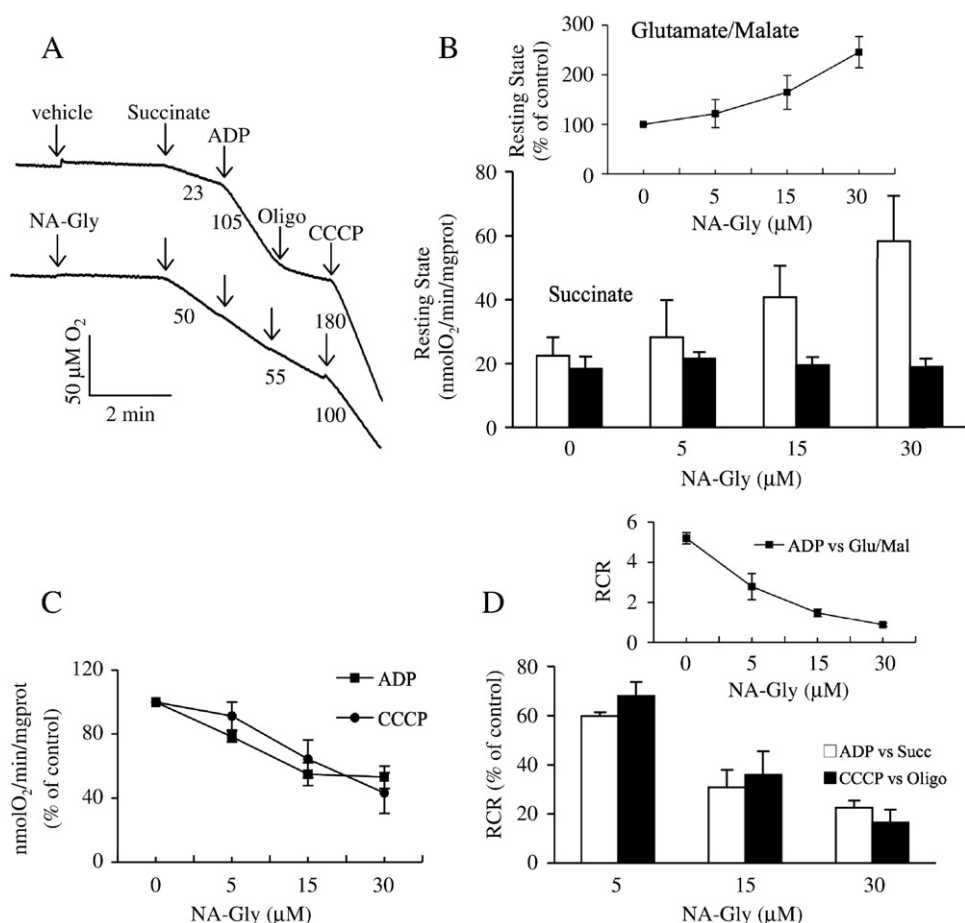 A
vehicle
Succinate
ADP
23
105
Oligo
CCCP
180
NA-Gly
50
55
100
50 µM O₂
2 min
B
Glutamate/Malate
Resting State
(% of control)
300
200
100
0
0 5 15 30
NA-Gly (µM)
Resting State
(nmolO₂/min/mgprot)
80
60
40
20
0
Succinate
0 5 15 30
NA-Gly (µM)
C
nmolO₂/min/mgprot
(% of control)
120
80
40
0
ADP
CCCP
0 5 15 30
NA-Gly (µM)
D
RCR
6
4
2
0
ADP vs Glu/Mal
0 5 15 30
NA-Gly (µM)
RCR (% of control)
80
60
40
20
0
ADP vs Succ
CCCP vs Oligo
5 15 30
NA-Gly (µM)